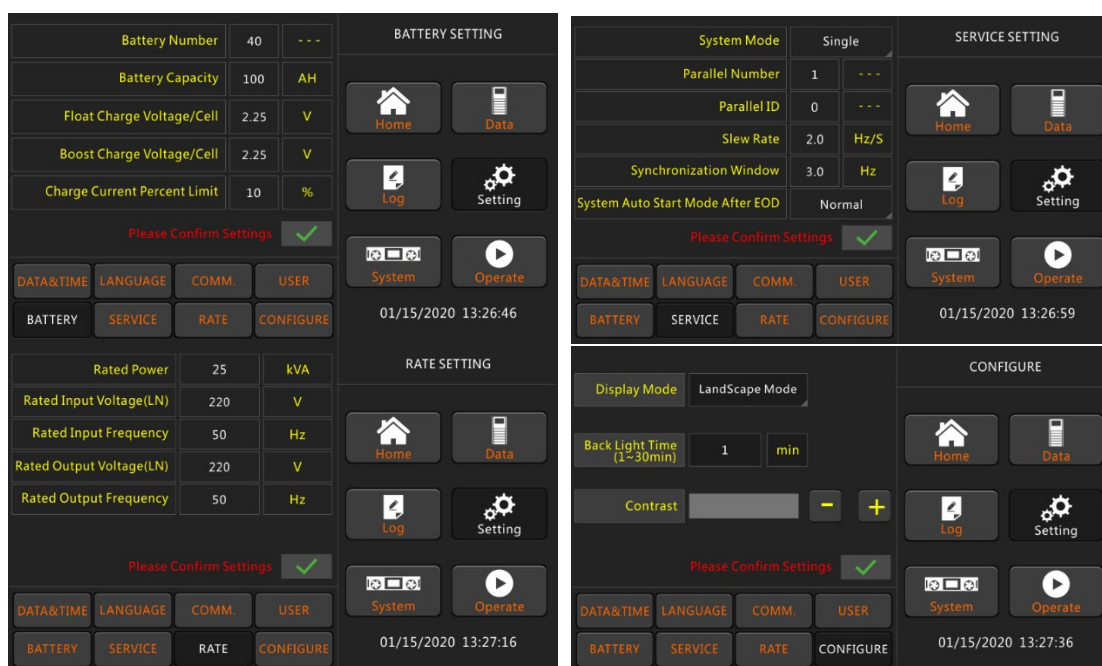 Battery Number 40 - - -
Battery Capacity 100 AH
Float Charge Voltage/Cell 2.25 V
Boost Charge Voltage/Cell 2.25 V
Charge Current Percent Limit 10 %
Please Confirm Settings
DATA&TIME LANGUAGE COMM. USER
BATTERY SERVICE RATE CONFIGURE
BATTERY SETTING
Home Data
Log Setting
System Operate
01/15/2020 13:26:46
System Mode Single
Parallel Number 1 - - -
Parallel ID 0 - - -
Slew Rate 2.0 Hz/S
Synchronization Window 3.0 Hz
System Auto Start Mode After EOD Normal
Please Confirm Settings
DATA&TIME LANGUAGE COMM. USER
BATTERY SERVICE RATE CONFIGURE
SERVICE SETTING
Home Data
Log Setting
System Operate
01/15/2020 13:26:59
Rated Power 25 kVA
Rated Input Voltage(LN) 220 V
Rated Input Frequency 50 Hz
Rated Output Voltage(LN) 220 V
Rated Output Frequency 50 Hz
Please Confirm Settings
DATA&TIME LANGUAGE COMM. USER
BATTERY SERVICE RATE CONFIGURE
RATE SETTING
Home Data
Log Setting
System Operate
01/15/2020 13:27:16
Display Mode LandScape Mode
Back Light Time
(1~30min) 1 min
Contrast - +
Please Confirm Settings
DATA&TIME LANGUAGE COMM. USER
BATTERY SERVICE RATE CONFIGURE
CONFIGURE
Home Data
Log Setting
System Operate
01/15/2020 13:27:36